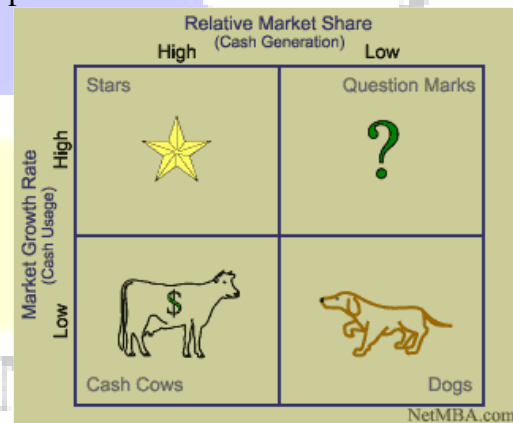 Relative Market Share
(Cash Generation)
High Low
Market Growth Rate
(Cash Usage)
High
Low
Stars
Question Marks
?
$
Cash Cows
Dogs
NetMBA.com